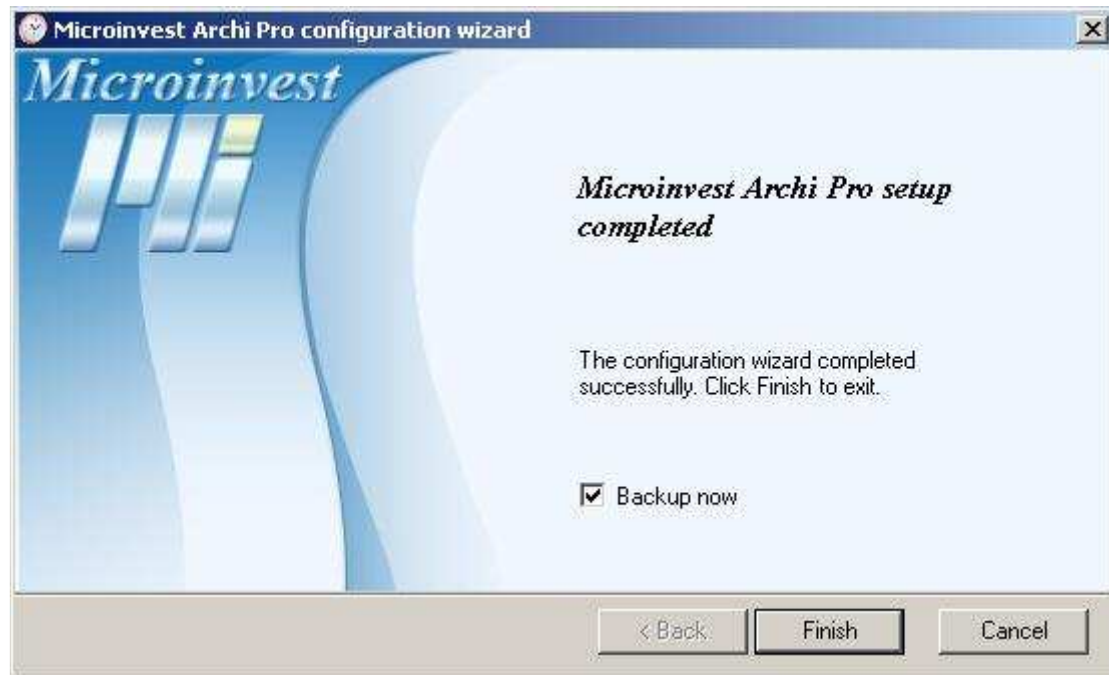 Microinvest Archi Pro configuration wizard
Microinvest
Microinvest Archi Pro setup
completed
The configuration wizard completed
successfully. Click Finish to exit.
Backup now
< Back
Finish
Cancel